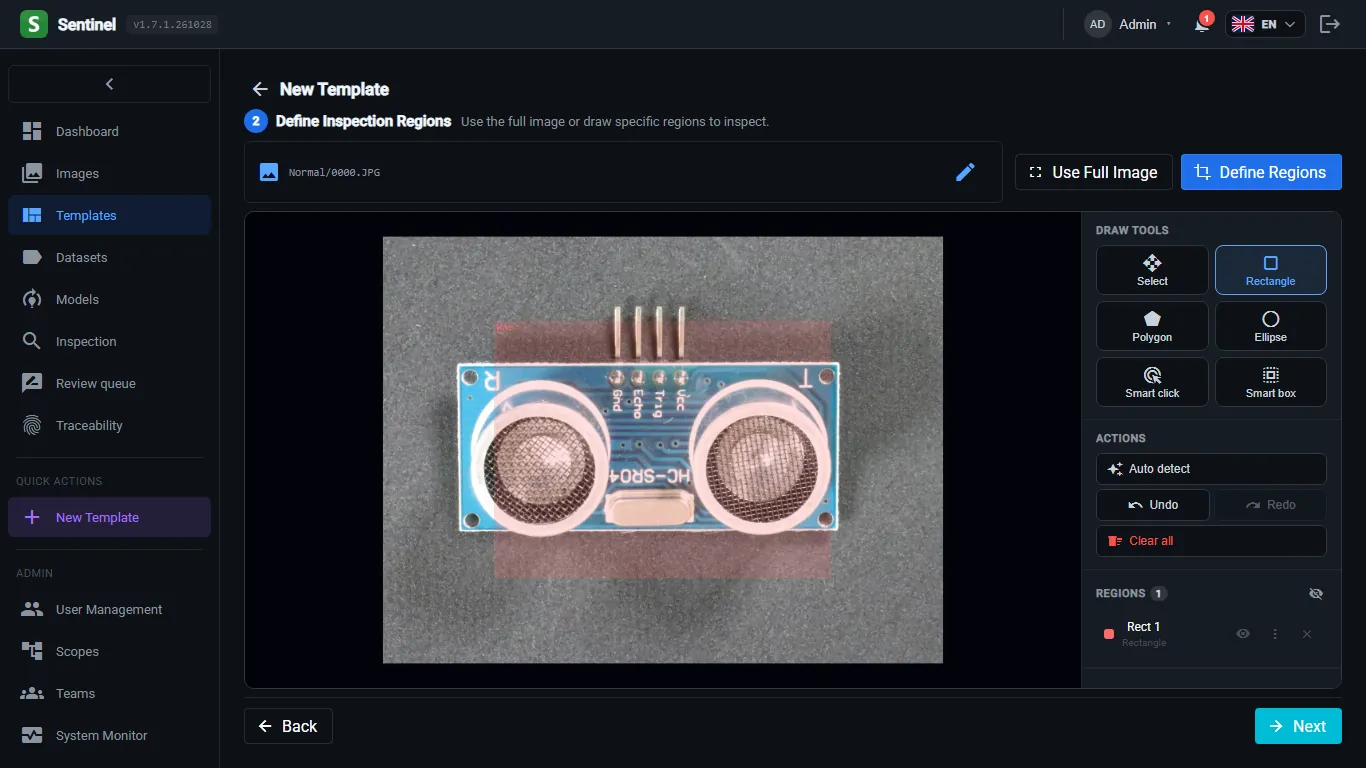 S Sentinel v1.7.1.261028
AD Admin 1 EN
Dashboard
Images
Templates
Datasets
Models
Inspection
Review queue
Traceability
QUICK ACTIONS
New Template
ADMIN
User Management
Scopes
Teams
System Monitor
New Template
2 Define Inspection Regions Use the full image or draw specific regions to inspect.
Normal/0000.JPG
Use Full Image
Define Regions
R
T
Gnd
Echo
Trig
Vcc
HC-SR04
DRAW TOOLS
Select
Rectangle
Polygon
Ellipse
Smart click
Smart box
ACTIONS
Auto detect
Undo
Redo
Clear all
REGIONS 1
Rect 1
Rectangle
Back
Next